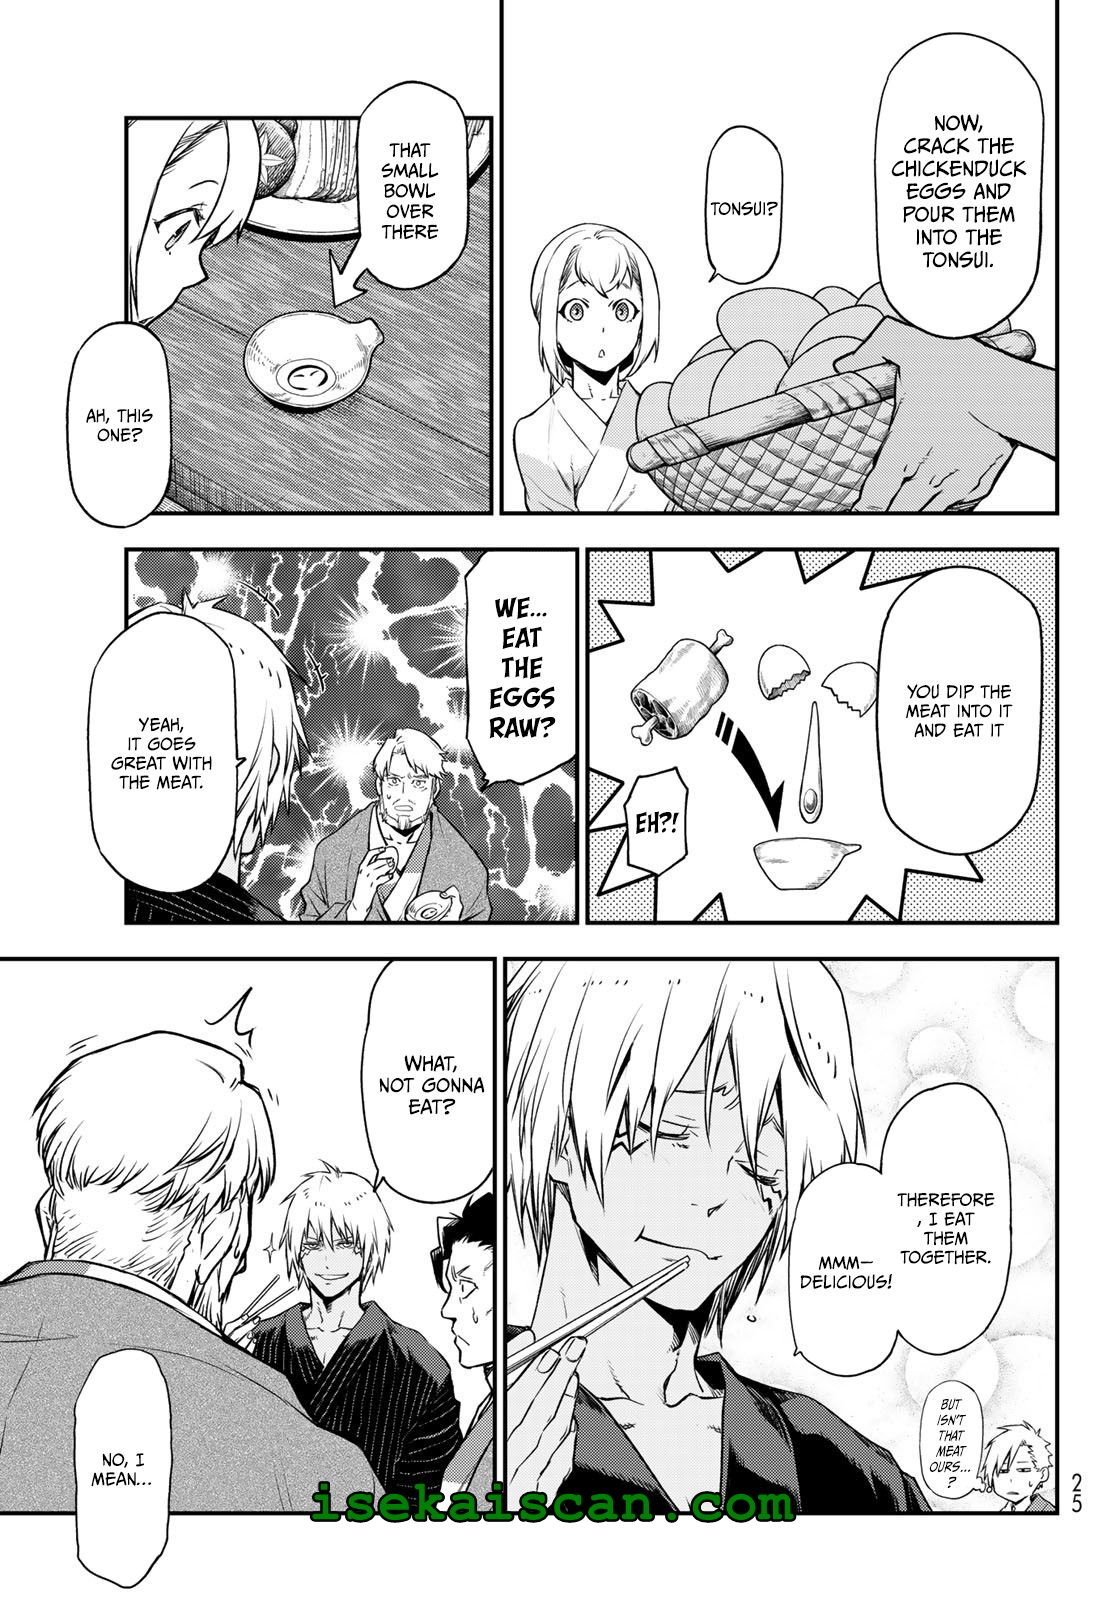 NOW,
CRACK THE
CHICKENDUCK
EGGS AND
POUR THEM
INTO THE
TONSUI.
TONSUI?
THAT
SMALL
BOWL
OVER
THERE
AH, THIS
ONE?
YOU DIP THE
MEAT INTO IT
AND EAT IT
EH?!
WE...
EAT
THE
EGGS
RAW?
YEAH,
IT GOES
GREAT WITH
THE MEAT.
THEREFORE
, I EAT
THEM
TOGETHER.
MMM-
DELICIOUS!
BUT
ISN'T
THAT
MEAT
OURS...
?
WHAT,
NOT GONNA
EAT?
NO, I
MEAN...
25
isekaiscan.com